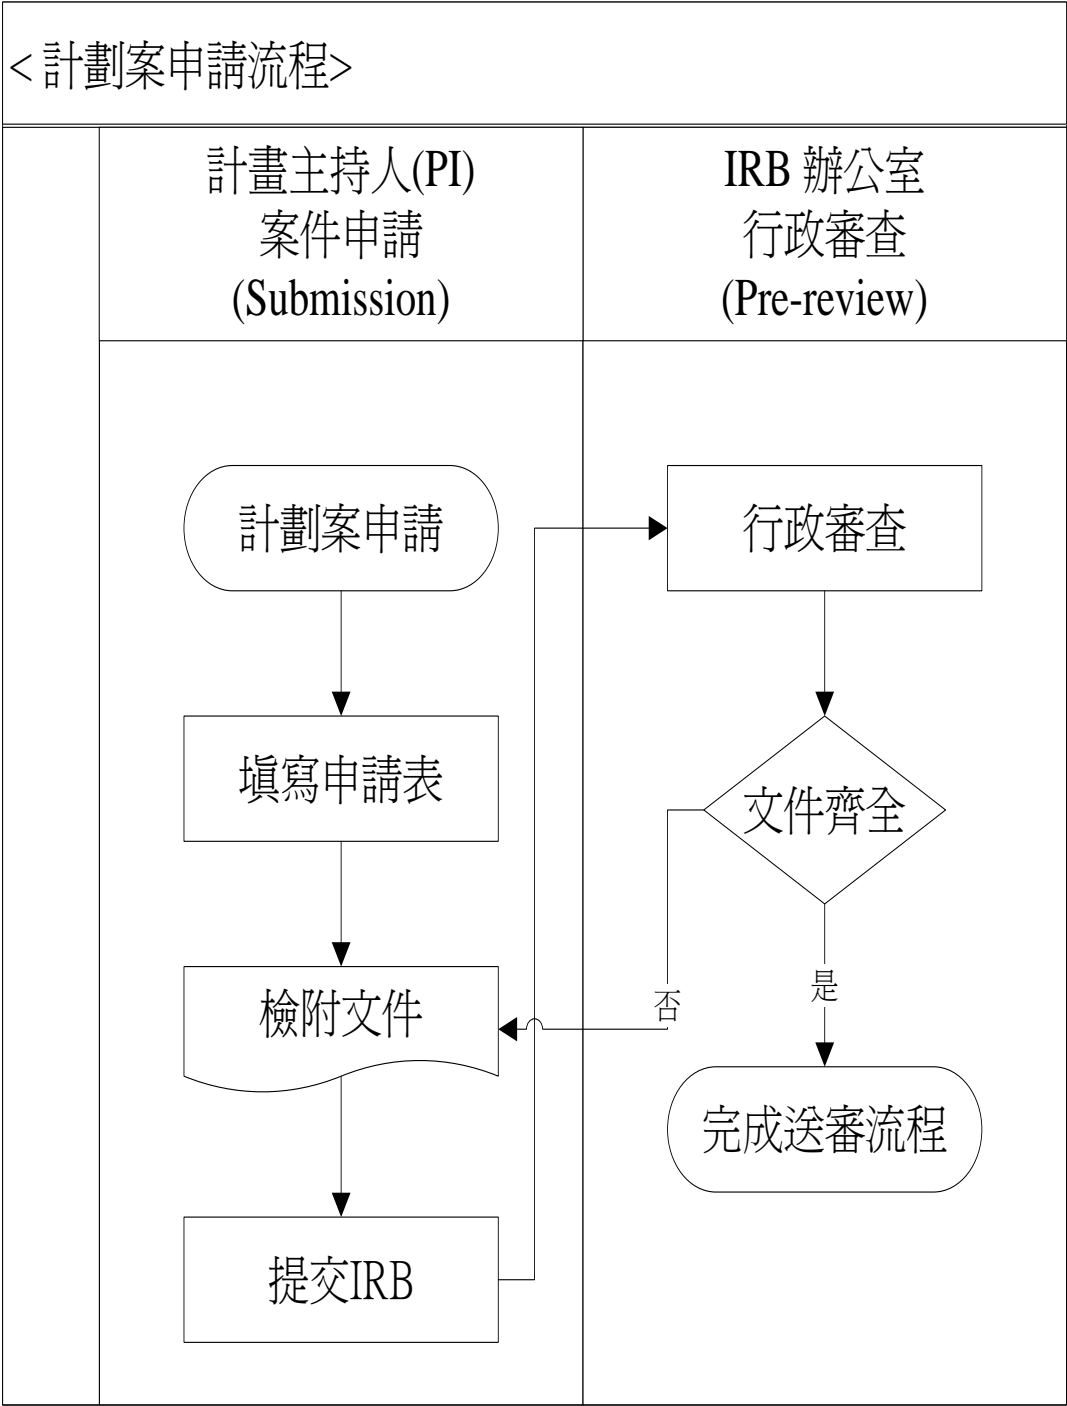 <計劃案申請流程>
計畫主持人(PI)
案件申請
(Submission)
IRB 辦公室
行政審查
(Pre-review)
計劃案申請
填寫申請表
檢附文件
提交IRB
行政審查
文件齊全
否
是
完成送審流程